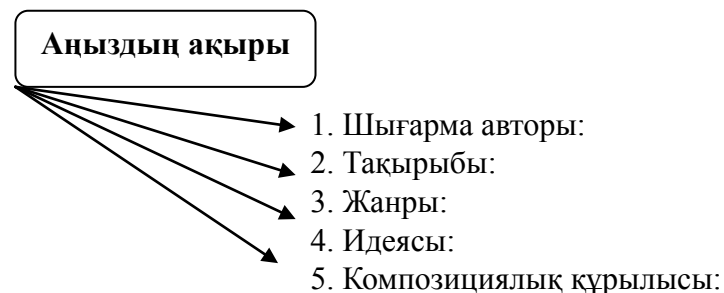 Аңыздың ақыры
1. Шығарма авторы:
2. Тақырыбы:
3. Жанры:
4. Идеясы:
5. Композициялық құрылысы: